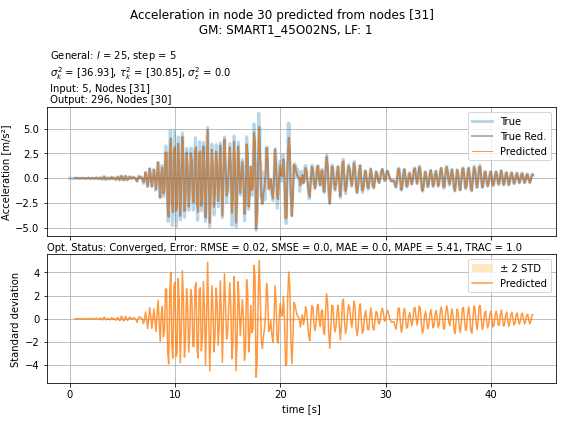 Acceleration in node 30 predicted from nodes [31]
GM: SMART1_45O02NS, LF: 1
General: l = 25, step = 5
σ²ₖ = [36.93], τ²ₖ = [30.85], σ²ε = 0.0
Input: 5, Nodes [31]
Output: 296, Nodes [30]
Acceleration [m/s²]
5.0
2.5
0.0
−2.5
−5.0
True
True Red.
Predicted
Opt. Status: Converged, Error: RMSE = 0.02, SMSE = 0.0, MAE = 0.0, MAPE = 5.41, TRAC = 1.0
Standard deviation
4
2
0
−2
−4
± 2 STD
Predicted
0
10
20
30
40
time [s]